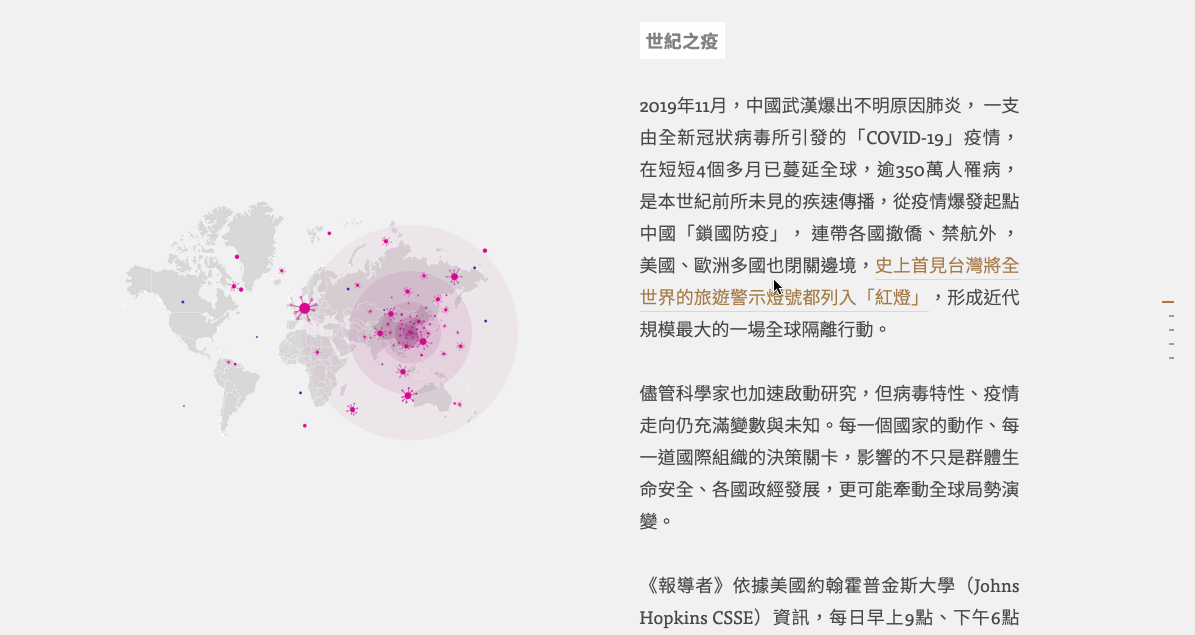 世紀之疫
2019年11月，中國武漢爆出不明原因肺炎， 一支
由全新冠狀病毒所引發的「COVID-19」疫情，
在短短4個多月已蔓延全球，逾350萬人罹病，
是本世紀前所未見的疾速傳播，從疫情爆發起點
中國「鎖國防疫」， 連帶各國撤僑、禁航外 ，
美國、歐洲多國也閉關邊境，史上首見台灣將全
世界的旅遊警示燈號都列入「紅燈」，形成近代
規模最大的一場全球隔離行動。
儘管科學家也加速啟動研究，但病毒特性、疫情
走向仍充滿變數與未知。每一個國家的動作、每
一道國際組織的決策關卡，影響的不只是群體生
命安全、各國政經發展，更可能牽動全球局勢演
變。
《報導者》依據美國約翰霍普金斯大學（Johns
Hopkins CSSE）資訊，每日早上9點、下午6點